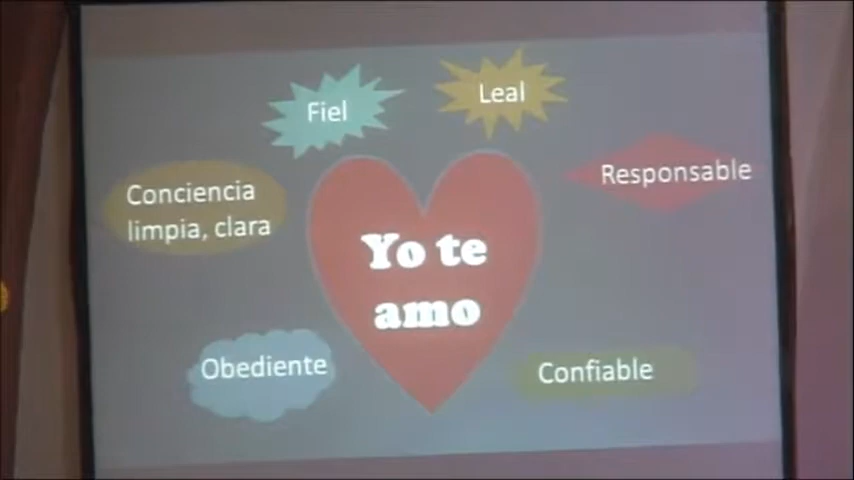 Fiel
Leal
Conciencia
limpia, clara
Responsable
Yo te
amo
Obediente
Confiable